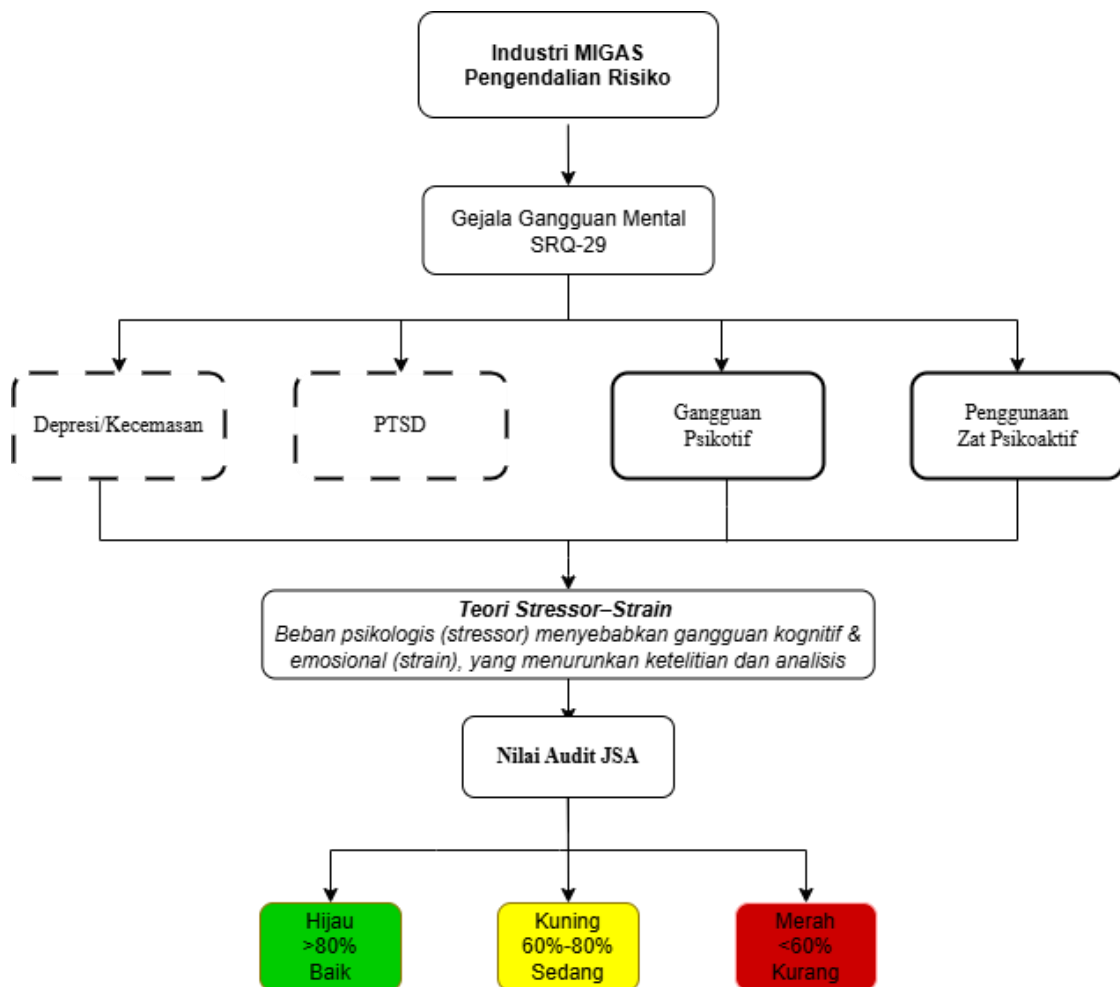 Industri MIGAS
Pengendalian Risiko
Gejala Gangguan Mental
SRQ-29
Depresi/Kecemasan
PTSD
Gangguan
Psikotif
Penggunaan
Zat Psikoaktif
Teori Stressor–Strain
Beban psikologis (stressor) menyebabkan gangguan kognitif &
emosional (strain), yang menurunkan ketelitian dan analisis
Nilai Audit JSA
Hijau
>80%
Baik
Kuning
60%-80%
Sedang
Merah
<60%
Kurang